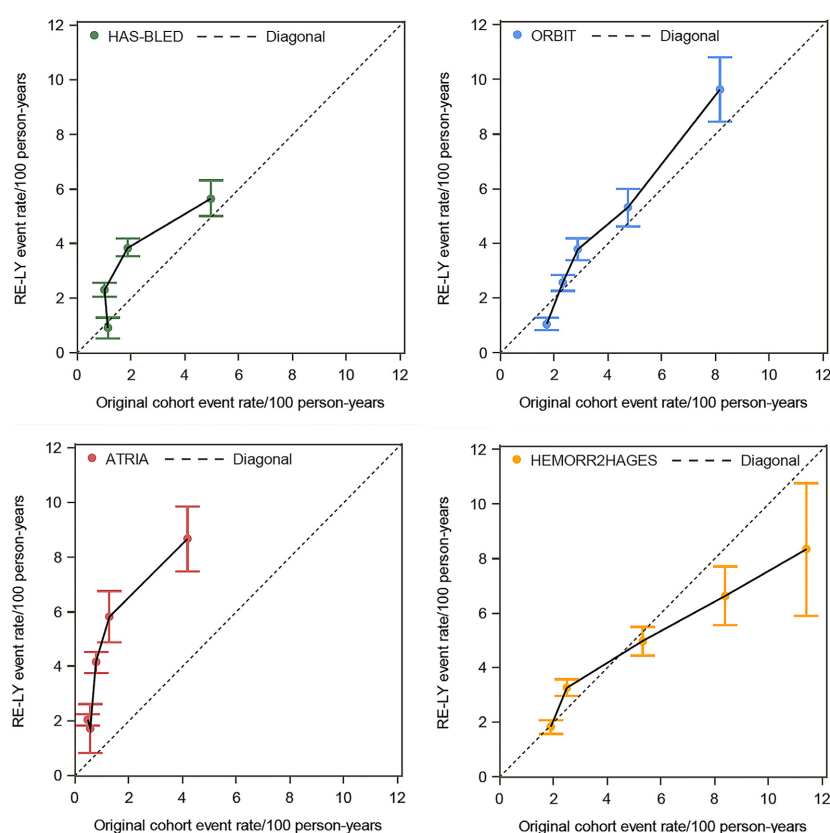 HAS-BLED Diagonal
12
10
8
6
4
2
0
RE-LY event rate/100 person-years
0 2 4 6 8 10 12
Original cohort event rate/100 person-years
ORBIT Diagonal
12
10
8
6
4
2
0
RE-LY event rate/100 person-years
0 2 4 6 8 10 12
Original cohort event rate/100 person-years
ATRIA Diagonal
12
10
8
6
4
2
0
RE-LY event rate/100 person-years
0 2 4 6 8 10 12
Original cohort event rate/100 person-years
HEMORR2HAGES Diagonal
12
10
8
6
4
2
0
RE-LY event rate/100 person-years
0 2 4 6 8 10 12
Original cohort event rate/100 person-years